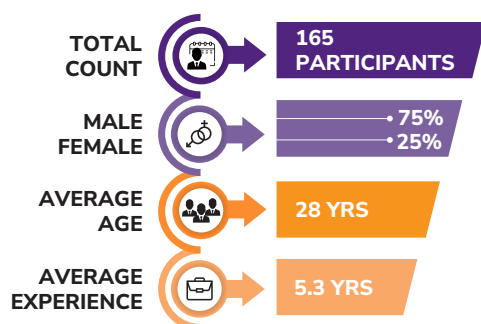 TOTAL
COUNT
165
PARTICIPANTS
MALE
FEMALE
75%
25%
AVERAGE
AGE
28 YRS
AVERAGE
EXPERIENCE
5.3 YRS